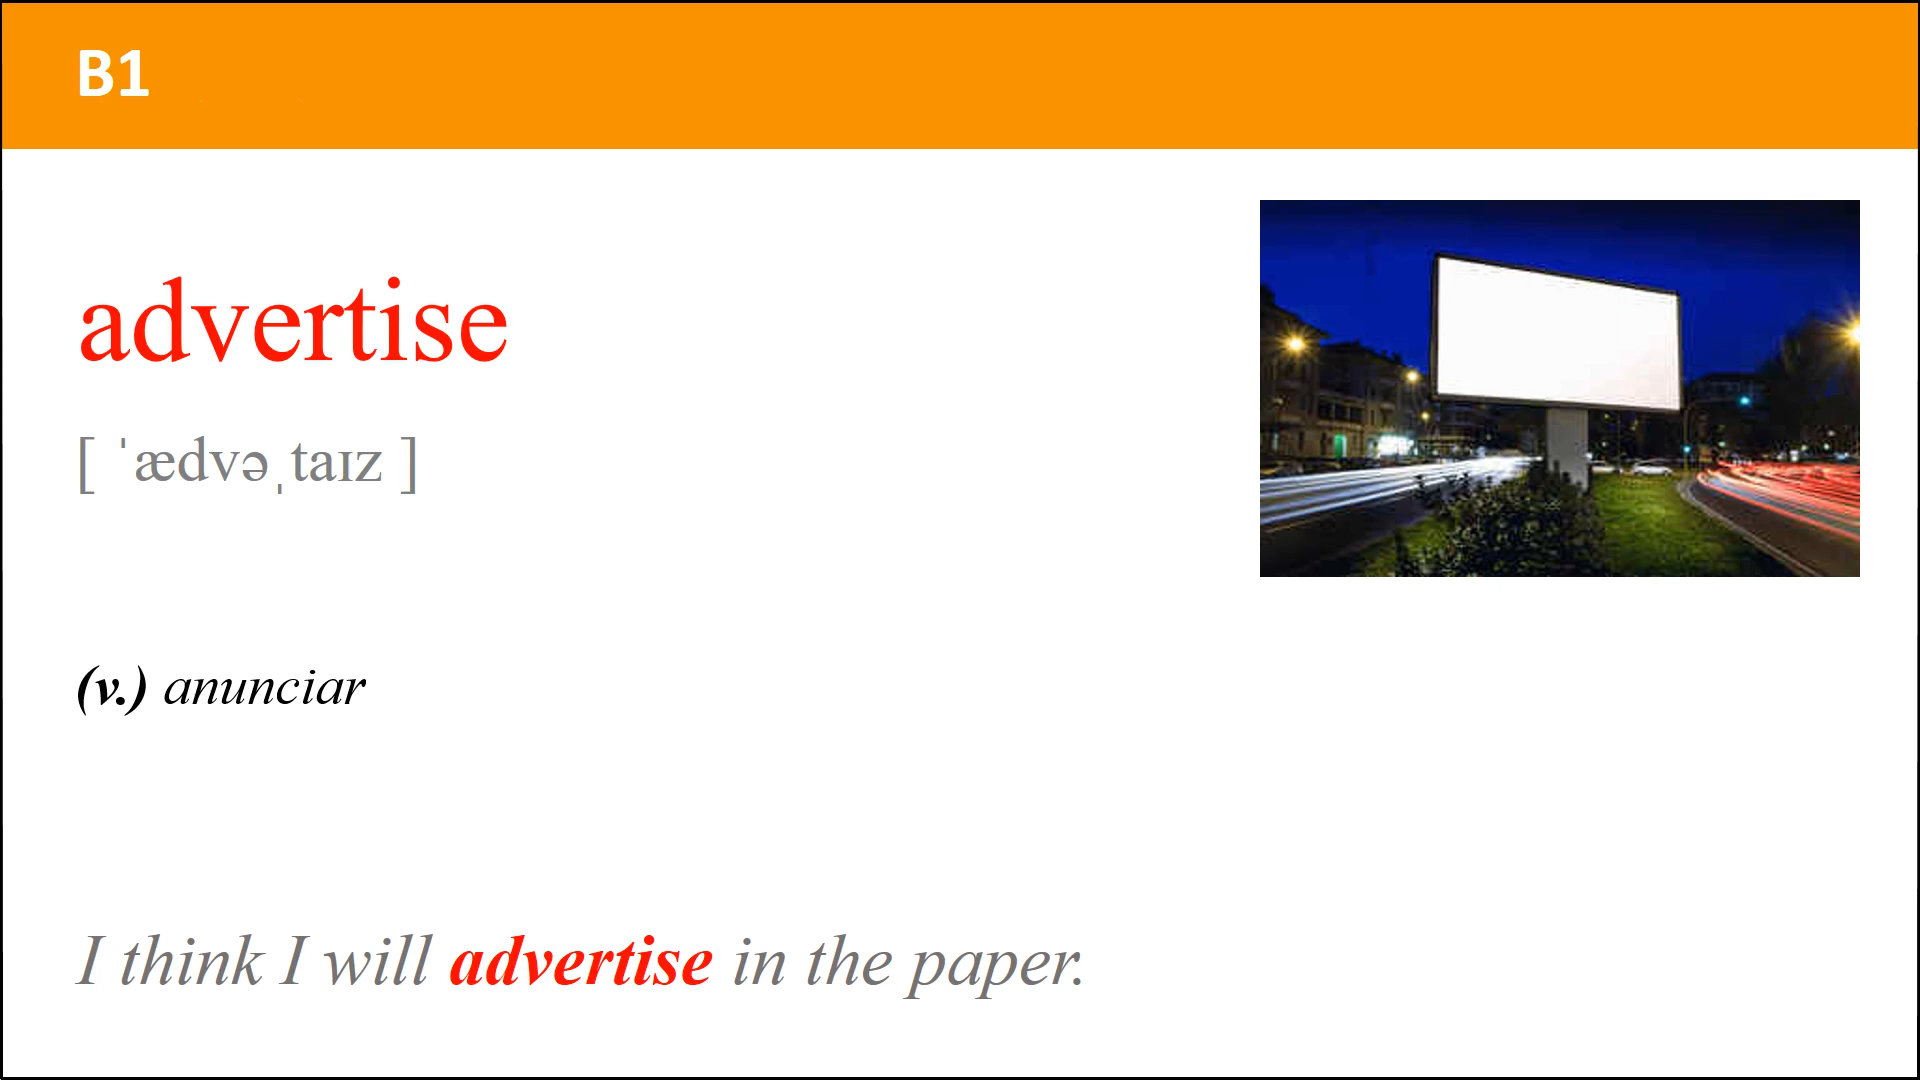 B1
advertise
[ ˈædvəˌtaɪz ]
(v.) anunciar
I think I will advertise in the paper.